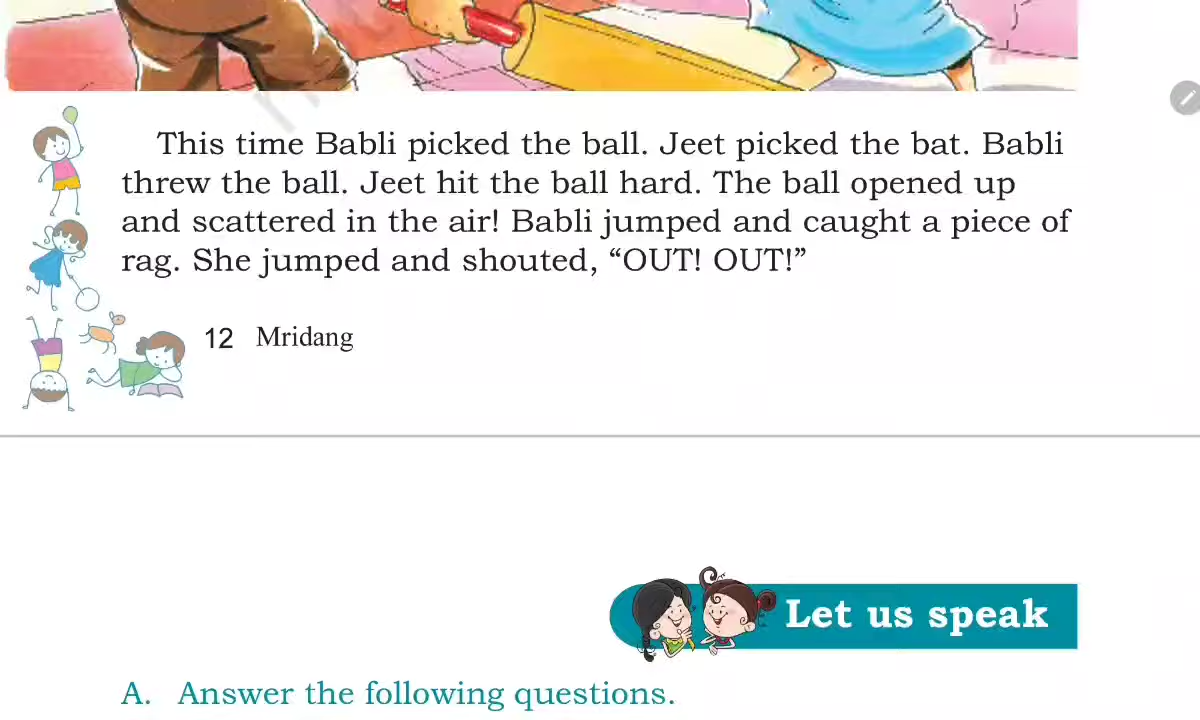 This time Babli picked the ball. Jeet picked the bat. Babli
threw the ball. Jeet hit the ball hard. The ball opened up
and scattered in the air! Babli jumped and caught a piece of
rag. She jumped and shouted, “OUT! OUT!”
12 Mridang
Let us speak
A. Answer the following questions.